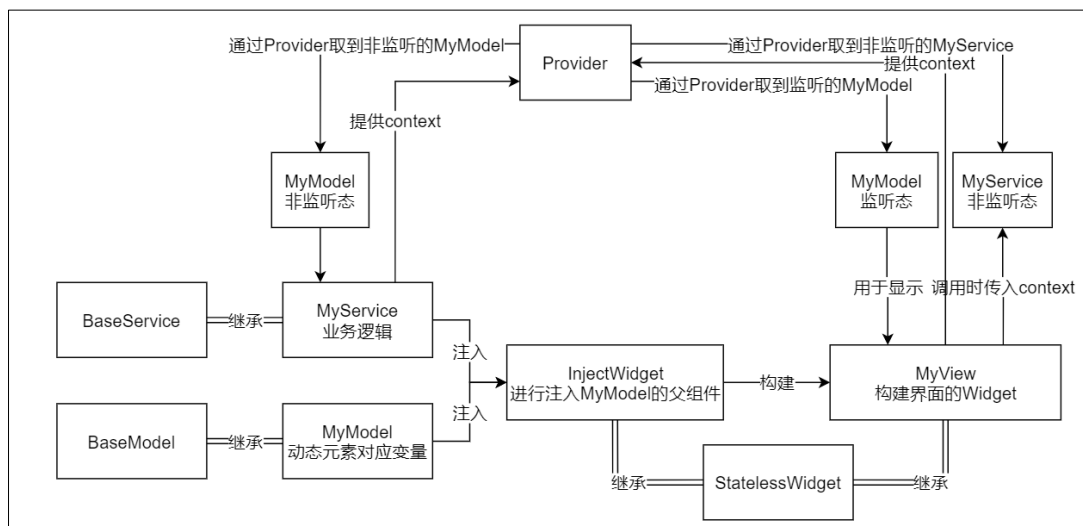 通过Provider取到非监听的MyModel
Provider
通过Provider取到非监听的MyService
提供context
通过Provider取到监听的MyModel
提供context
MyModel
非监听态
MyModel
监听态
MyService
非监听态
用于显示
调用时传入context
BaseService
继承
MyService
业务逻辑
注入
InjectWidget
进行注入MyModel的父组件
构建
MyView
构建界面的Widget
注入
BaseModel
继承
MyModel
动态元素对应变量
继承
StatelessWidget
继承